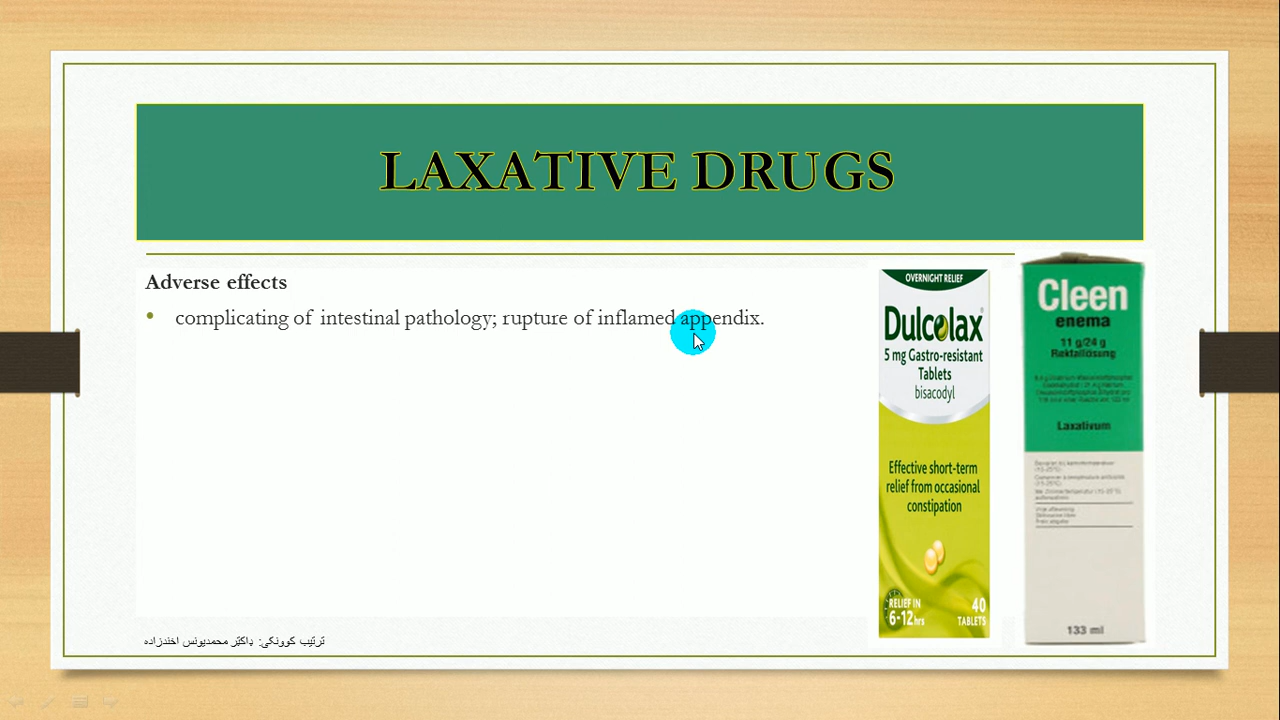 LAXATIVE DRUGS
Adverse effects
• complicating of intestinal pathology; rupture of inflamed appendix.
OVERNIGHT RELIEF
Dulcolax
5 mg Gastro-resistant
Tablets
bisacodyl
Effective short-term
relief from occasional
constipation
RELIEF IN
6-12hrs
40
TABLETS
Cleen
enema
11 g/24 g
Rektallösung
Laxativum
133 ml
ترتیب کوونکی: ډاکټر محمدیونس اخندزاده